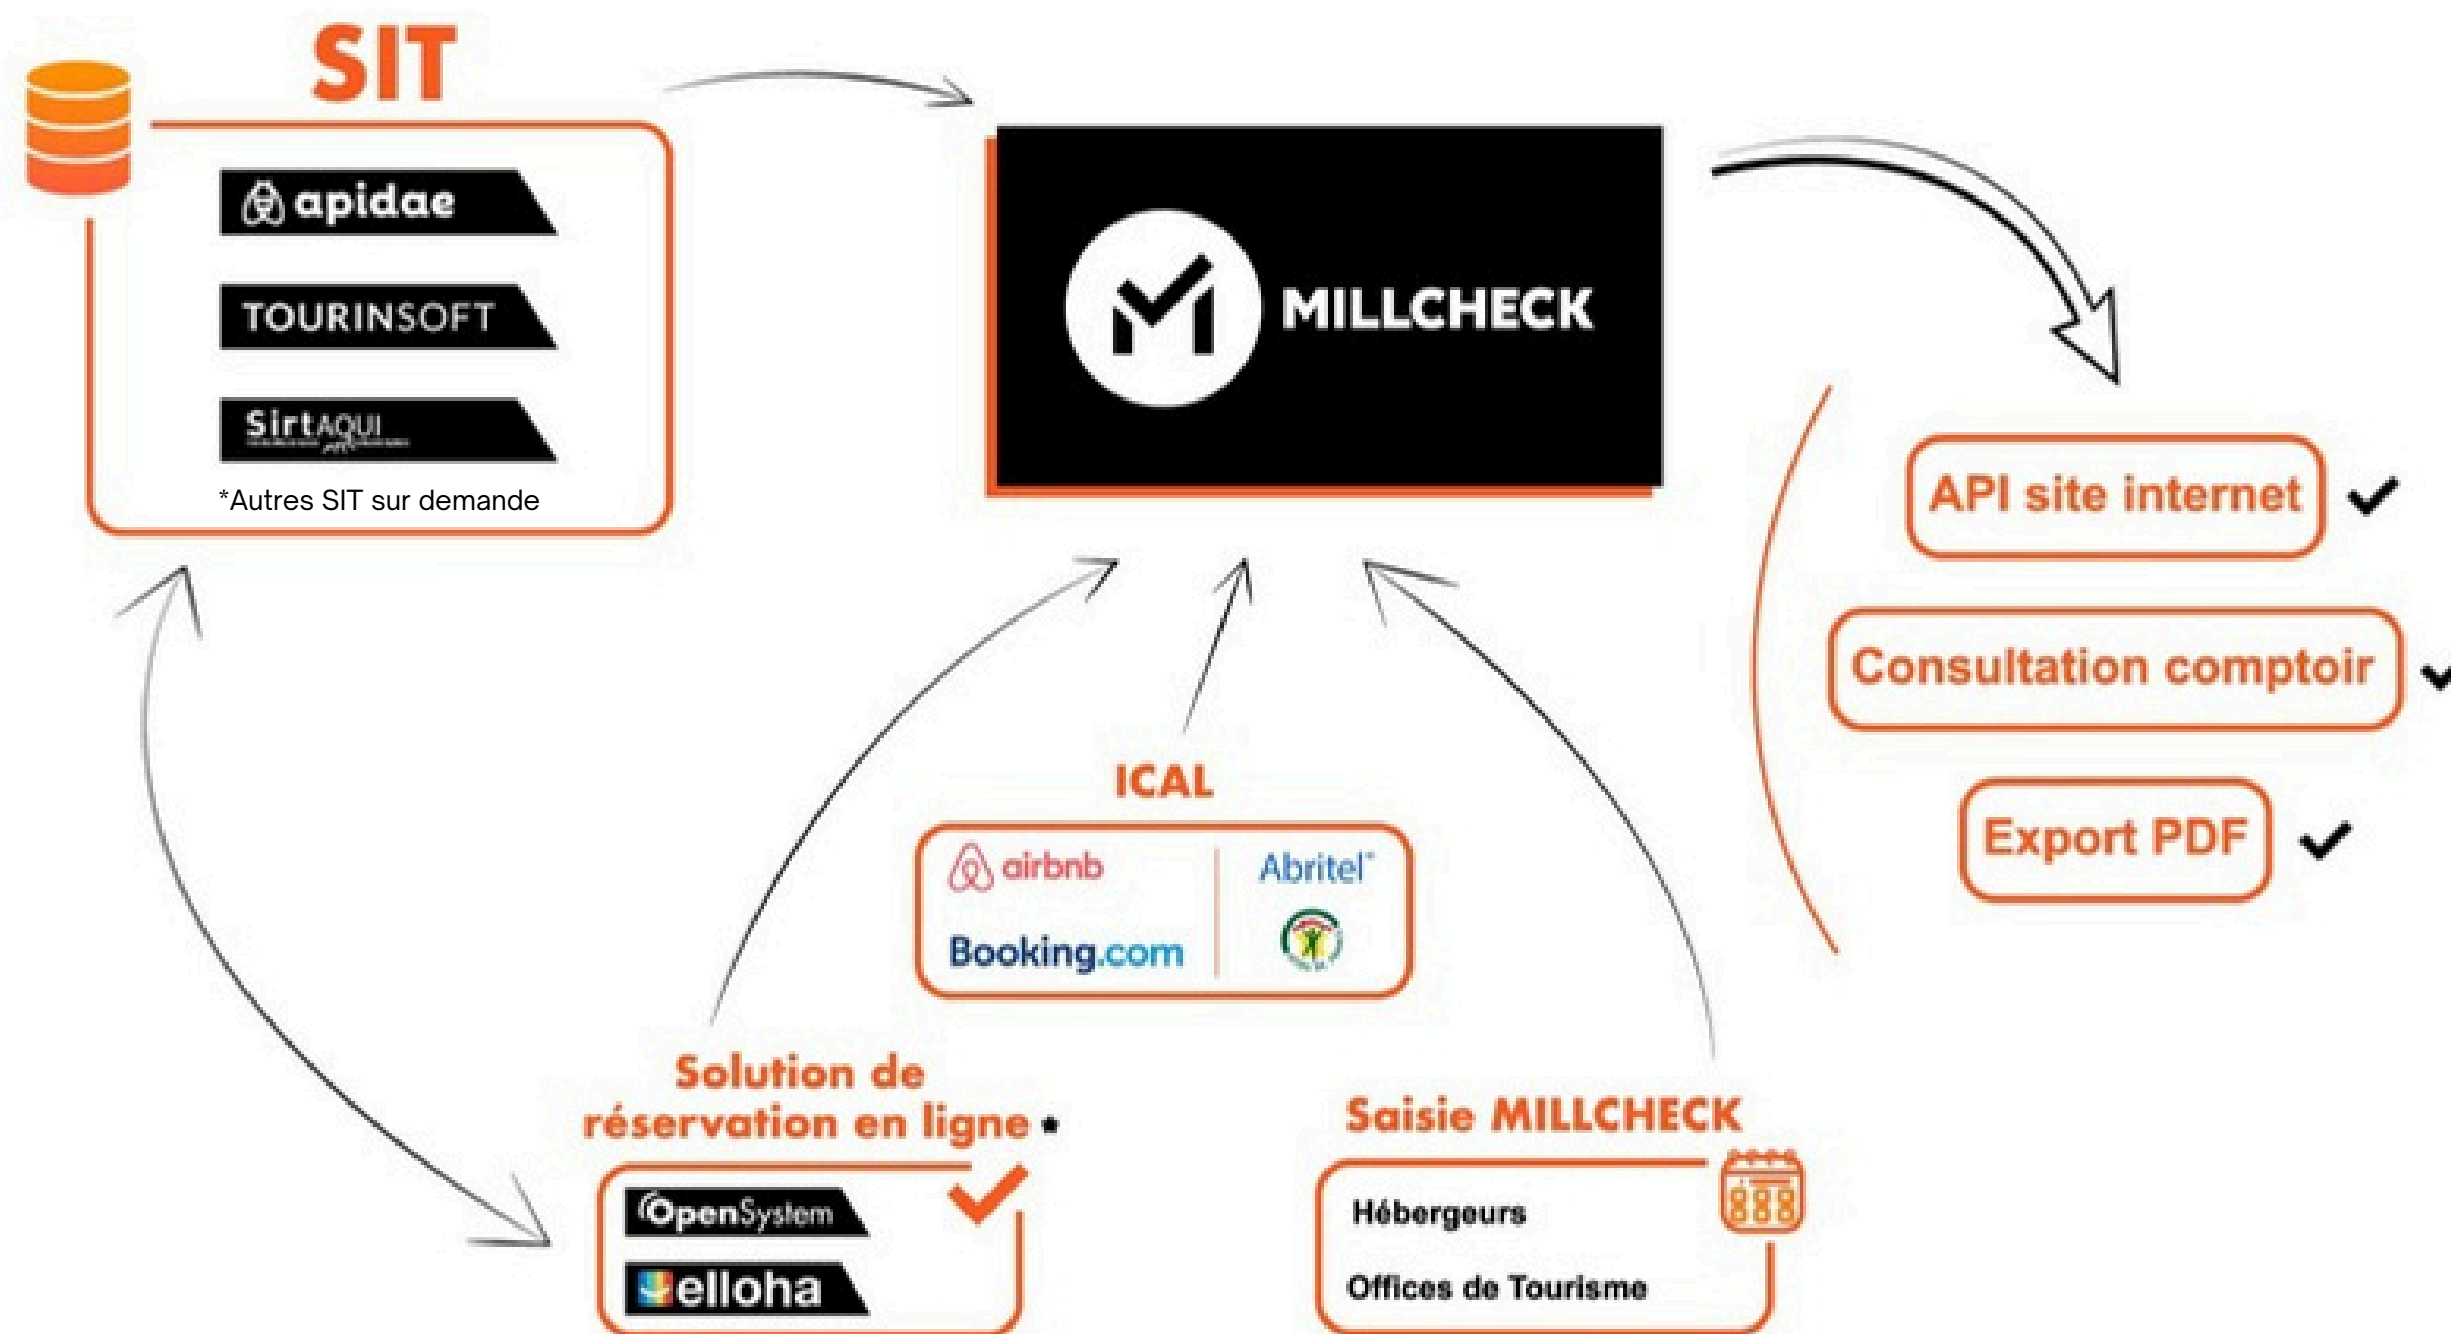 SIT
apidae
TOURINSOFT
SirtAQUI
*Autres SIT sur demande
MILLCHECK
API site internet
Consultation comptoir
Export PDF
ICAL
airbnb
Abritel
Booking.com
Solution de
réservation en ligne*
OpenSystem
elloha
Saisie MILLCHECK
888
Hébergeurs
Offices de Tourisme